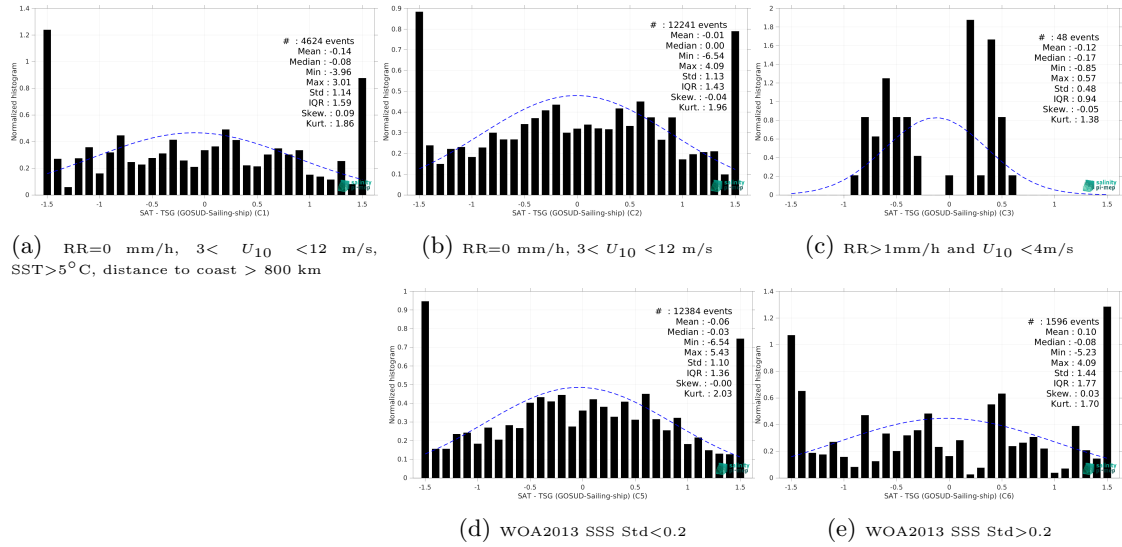 1.4
1.2
1
0.8
0.6
0.4
0.2
0
Normalized histogram
# : 4624 events
Mean : -0.14
Median : -0.08
Min : -3.96
Max : 3.01
Std : 1.14
IQR : 1.59
Skew. : 0.09
Kurt. : 1.86
salinity
pi-mep
-1.5 -1 -0.5 0 0.5 1 1.5
SAT - TSG (GOSUD-Sailing-ship) (C1)
(a) RR=0 mm/h, 3< U10 <12 m/s,
SST>5°C, distance to coast > 800 km
0.9
0.8
0.7
0.6
0.5
0.4
0.3
0.2
0.1
0
Normalized histogram
# : 12241 events
Mean : -0.01
Median : 0.00
Min : -6.54
Max : 4.09
Std : 1.13
IQR : 1.43
Skew. : -0.04
Kurt. : 1.96
salinity
pi-mep
-1.5 -1 -0.5 0 0.5 1 1.5
SAT - TSG (GOSUD-Sailing-ship) (C2)
(b) RR=0 mm/h, 3< U10 <12 m/s
2
1.8
1.6
1.4
1.2
1
0.8
0.6
0.4
0.2
0
Normalized histogram
# : 48 events
Mean : -0.12
Median : -0.17
Min : -0.85
Max : 0.57
Std : 0.48
IQR : 0.94
Skew. : -0.05
Kurt. : 1.38
salinity
pi-mep
-1.5 -1 -0.5 0 0.5 1 1.5
SAT - TSG (GOSUD-Sailing-ship) (C3)
(c) RR>1mm/h and U10 <4m/s
1
0.9
0.8
0.7
0.6
0.5
0.4
0.3
0.2
0.1
0
Normalized histogram
# : 12384 events
Mean : -0.06
Median : -0.03
Min : -6.54
Max : 5.43
Std : 1.10
IQR : 1.36
Skew. : -0.00
Kurt. : 2.03
salinity
pi-mep
-1.5 -1 -0.5 0 0.5 1 1.5
SAT - TSG (GOSUD-Sailing-ship) (C5)
(d) WOA2013 SSS Std<0.2
1.4
1.2
1
0.8
0.6
0.4
0.2
0
Normalized histogram
# : 1596 events
Mean : 0.10
Median : -0.08
Min : -5.23
Max : 4.09
Std : 1.44
IQR : 1.77
Skew. : 0.03
Kurt. : 1.70
salinity
pi-mep
-1.5 -1 -0.5 0 0.5 1 1.5
SAT - TSG (GOSUD-Sailing-ship) (C6)
(e) WOA2013 SSS Std>0.2